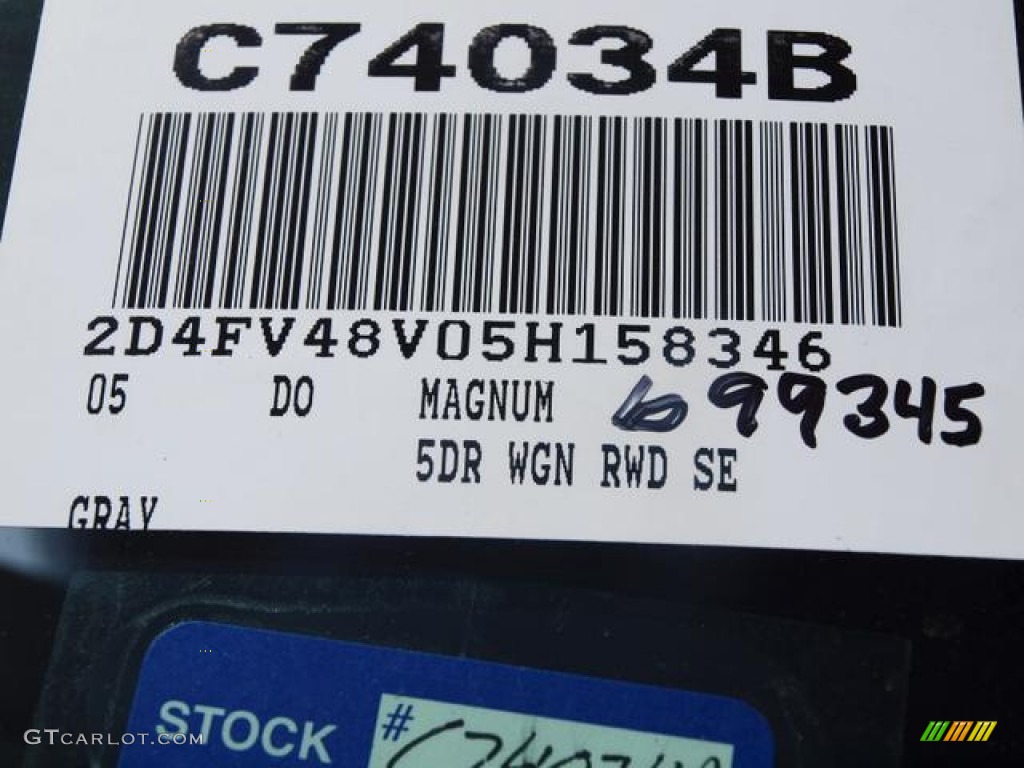 C74034B
2D4FV48V05H158346
05 DO MAGNUM 699345
5DR WGN RWD SE
GRAY
STOCK #
GTCARLOT.COM